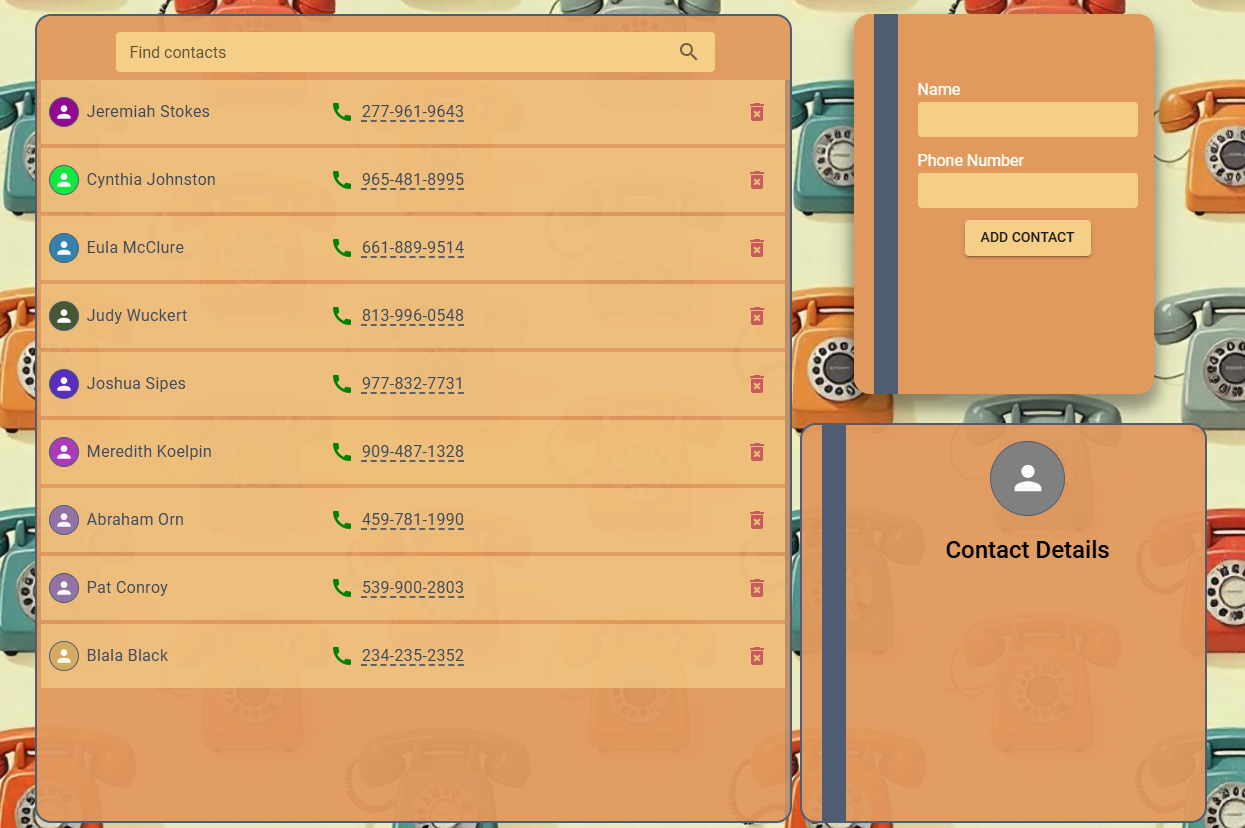 Find contacts
Jeremiah Stokes 277-961-9643
Cynthia Johnston 965-481-8995
Eula McClure 661-889-9514
Judy Wuckert 813-996-0548
Joshua Sipes 977-832-7731
Meredith Koelpin 909-487-1328
Abraham Orn 459-781-1990
Pat Conroy 539-900-2803
Blala Black 234-235-2352
Name
Phone Number
ADD CONTACT
Contact Details